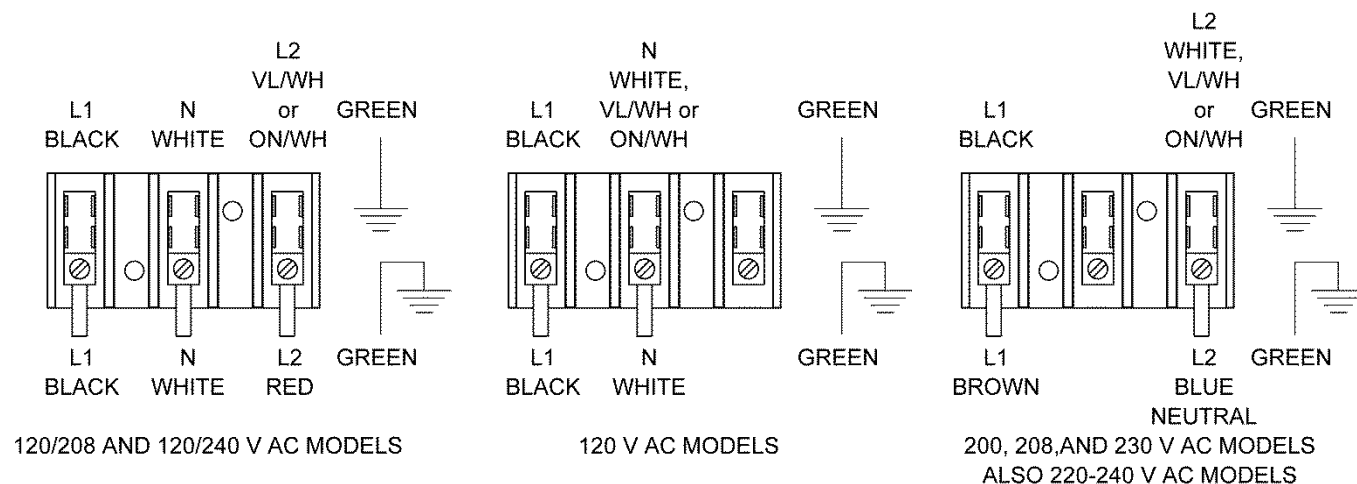 L1
BLACK
N
WHITE
L2
VL/WH
or
ON/WH
GREEN
L1
BLACK
N
WHITE
L2
RED
GREEN
120/208 AND 120/240 V AC MODELS
L1
BLACK
N
WHITE,
VL/WH or
ON/WH
GREEN
L1
BLACK
N
WHITE
GREEN
120 V AC MODELS
L1
BLACK
L2
WHITE,
VL/WH
or
ON/WH
GREEN
L1
BROWN
L2
BLUE
NEUTRAL
GREEN
200, 208,AND 230 V AC MODELS
ALSO 220-240 V AC MODELS